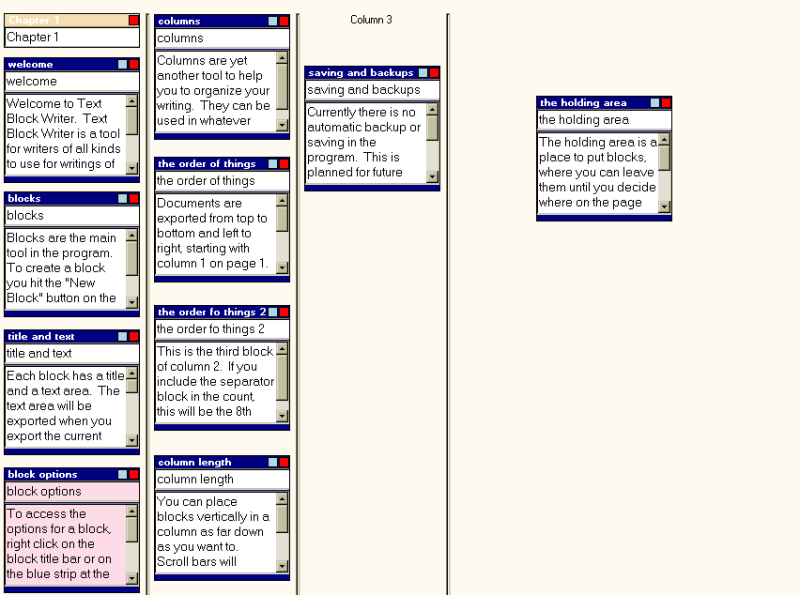 Chapter 1
Chapter 1
welcome
welcome
Welcome to Text
Block Writer. Text
Block Writer is a tool
for writers of all kinds
to use for writings of
blocks
blocks
Blocks are the main
tool in the program.
To create a block
you hit the "New
Block" button on the
title and text
title and text
Each block has a title
and a text area. The
text area will be
exported when you
export the current
block options
block options
To access the
options for a block,
right click on the
block title bar or on
the blue strip at the
columns
columns
Columns are yet
another tool to help
you to organize your
writing. They can be
used in whatever
the order of things
the order of things
Documents are
exported from top to
bottom and left to
right, starting with
column 1 on page 1.
the order fo things 2
the order fo things 2
This is the third block
of column 2. If you
include the separator
block in the count,
this will be the 8th
column length
column length
You can place
blocks vertically in a
column as far down
as you want to.
Scroll bars will
Column 3
saving and backups
saving and backups
Currently there is no
automatic backup or
saving in the
program. This is
planned for future
the holding area
the holding area
The holding area is a
place to put blocks,
where you can leave
them until you decide
where on the page